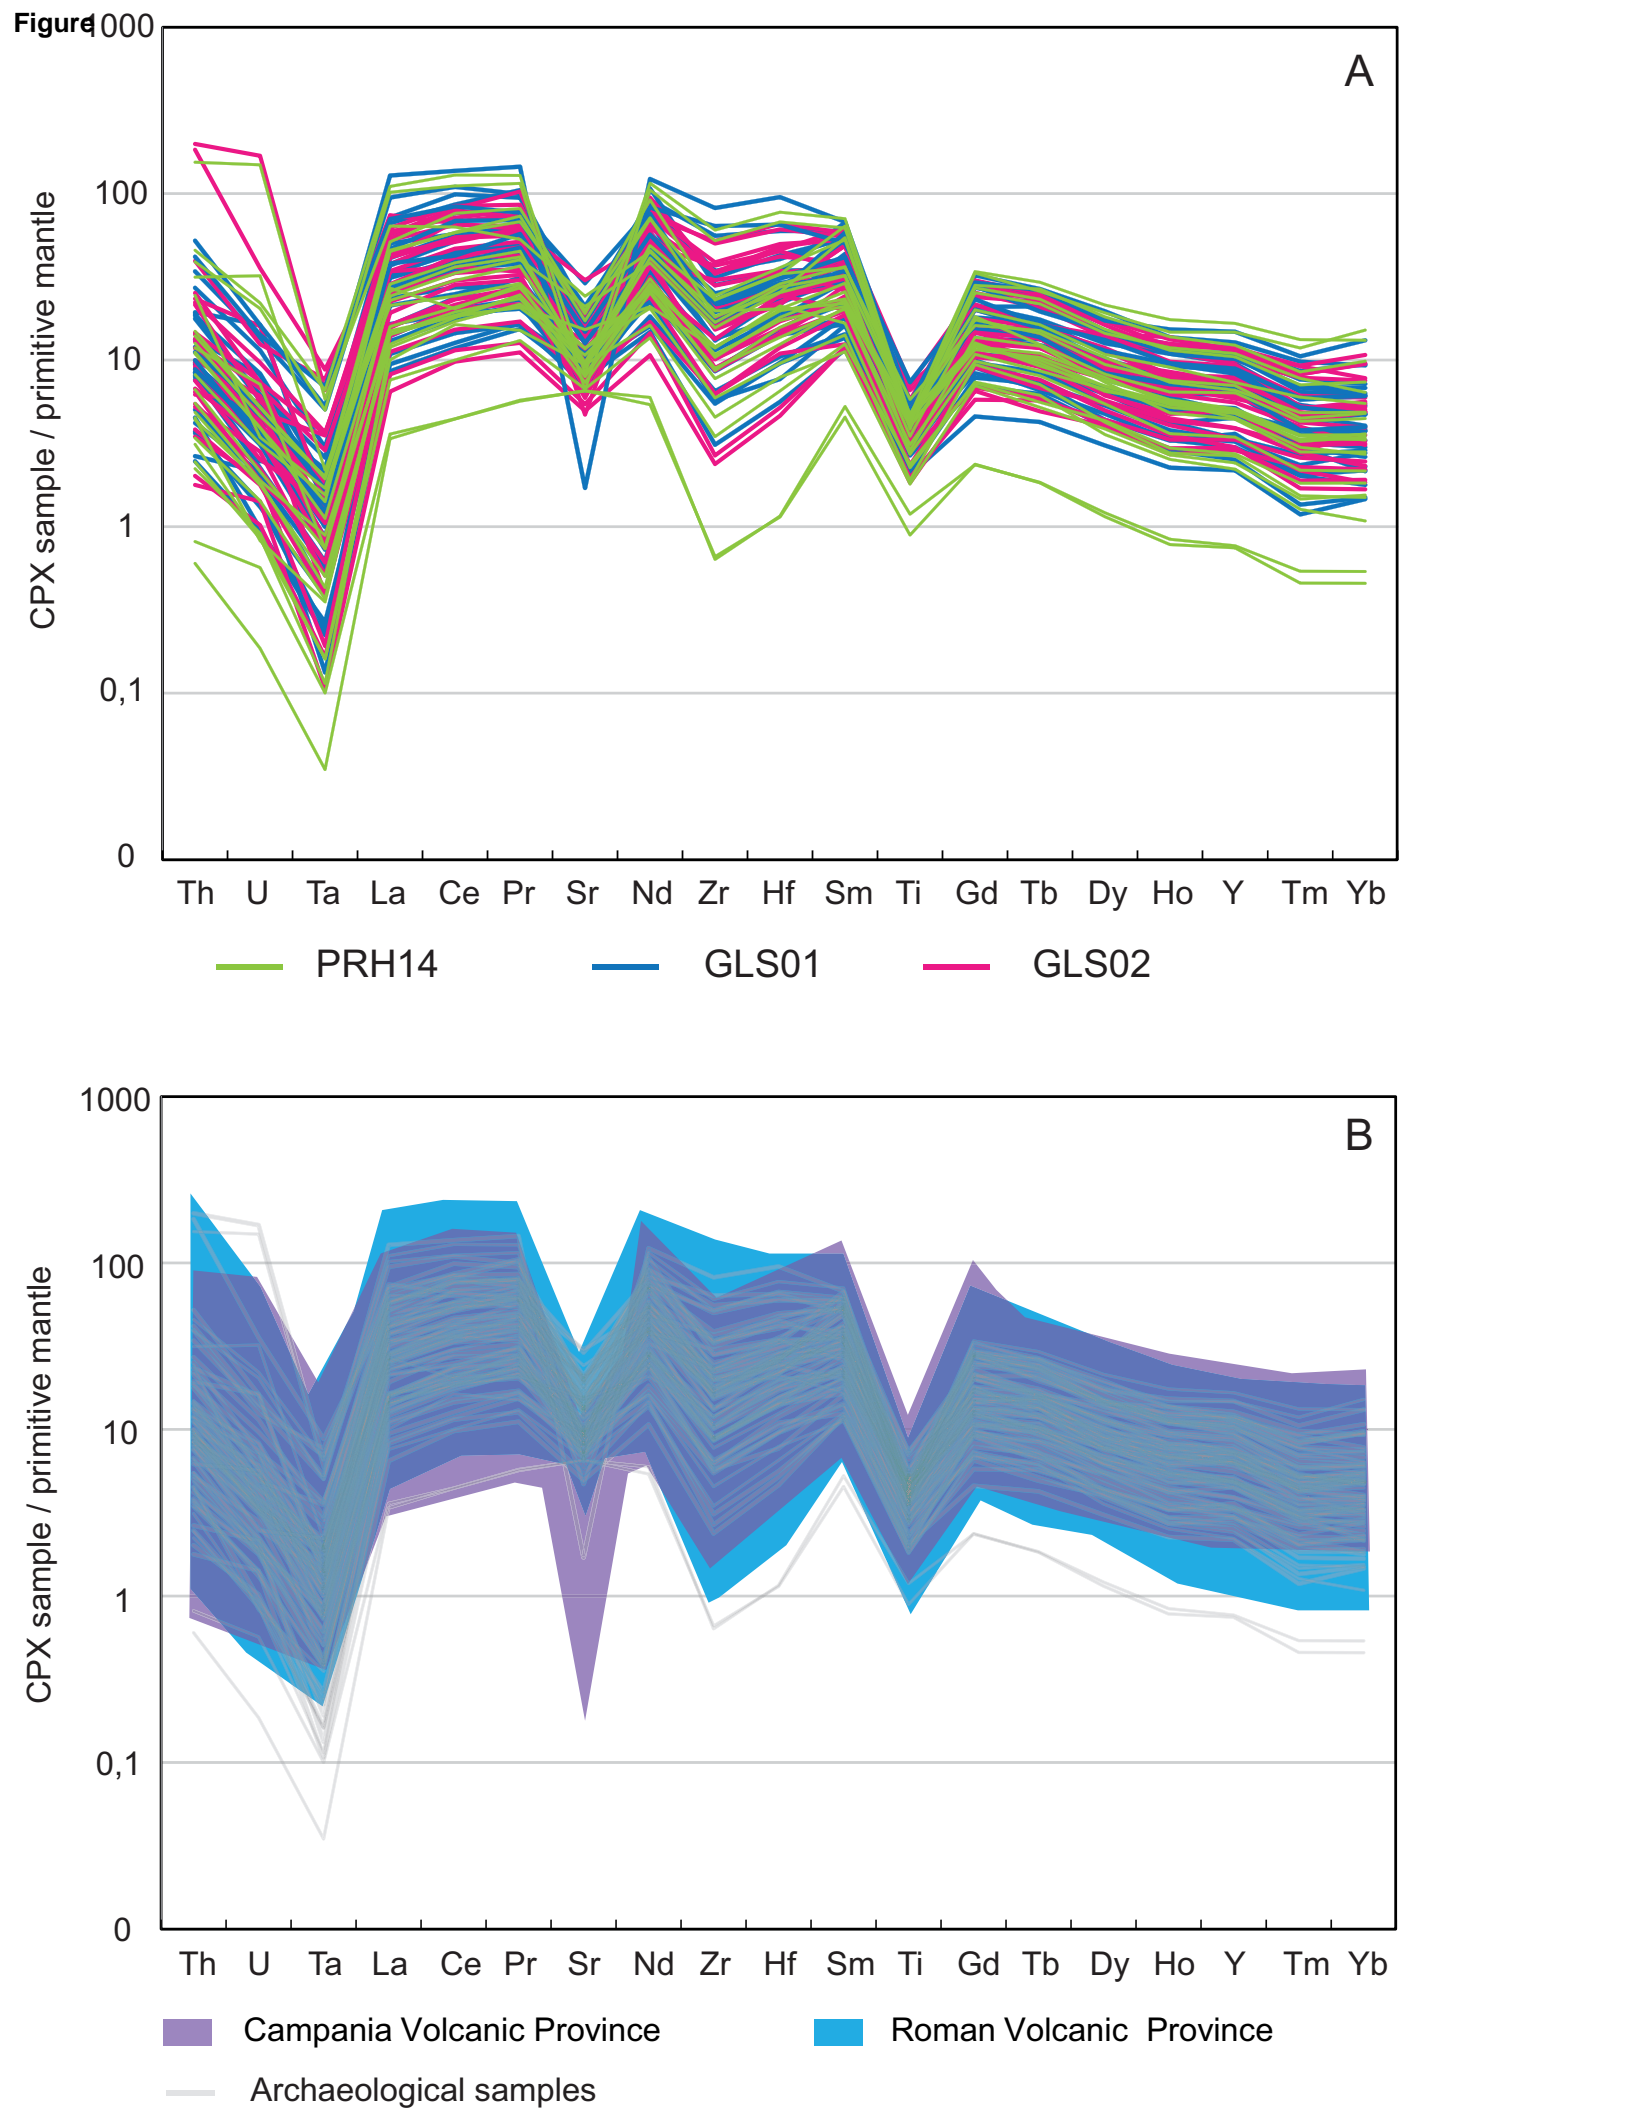 Figure
1000
A
100
10
1
0,1
0
CPX sample / primitive mantle
Th U Ta La Ce Pr Sr Nd Zr Hf Sm Ti Gd Tb Dy Ho Y Tm Yb
PRH14 GLS01 GLS02
1000
B
100
10
1
0,1
0
CPX sample / primitive mantle
Th U Ta La Ce Pr Sr Nd Zr Hf Sm Ti Gd Tb Dy Ho Y Tm Yb
Campania Volcanic Province Roman Volcanic Province
Archaeological samples